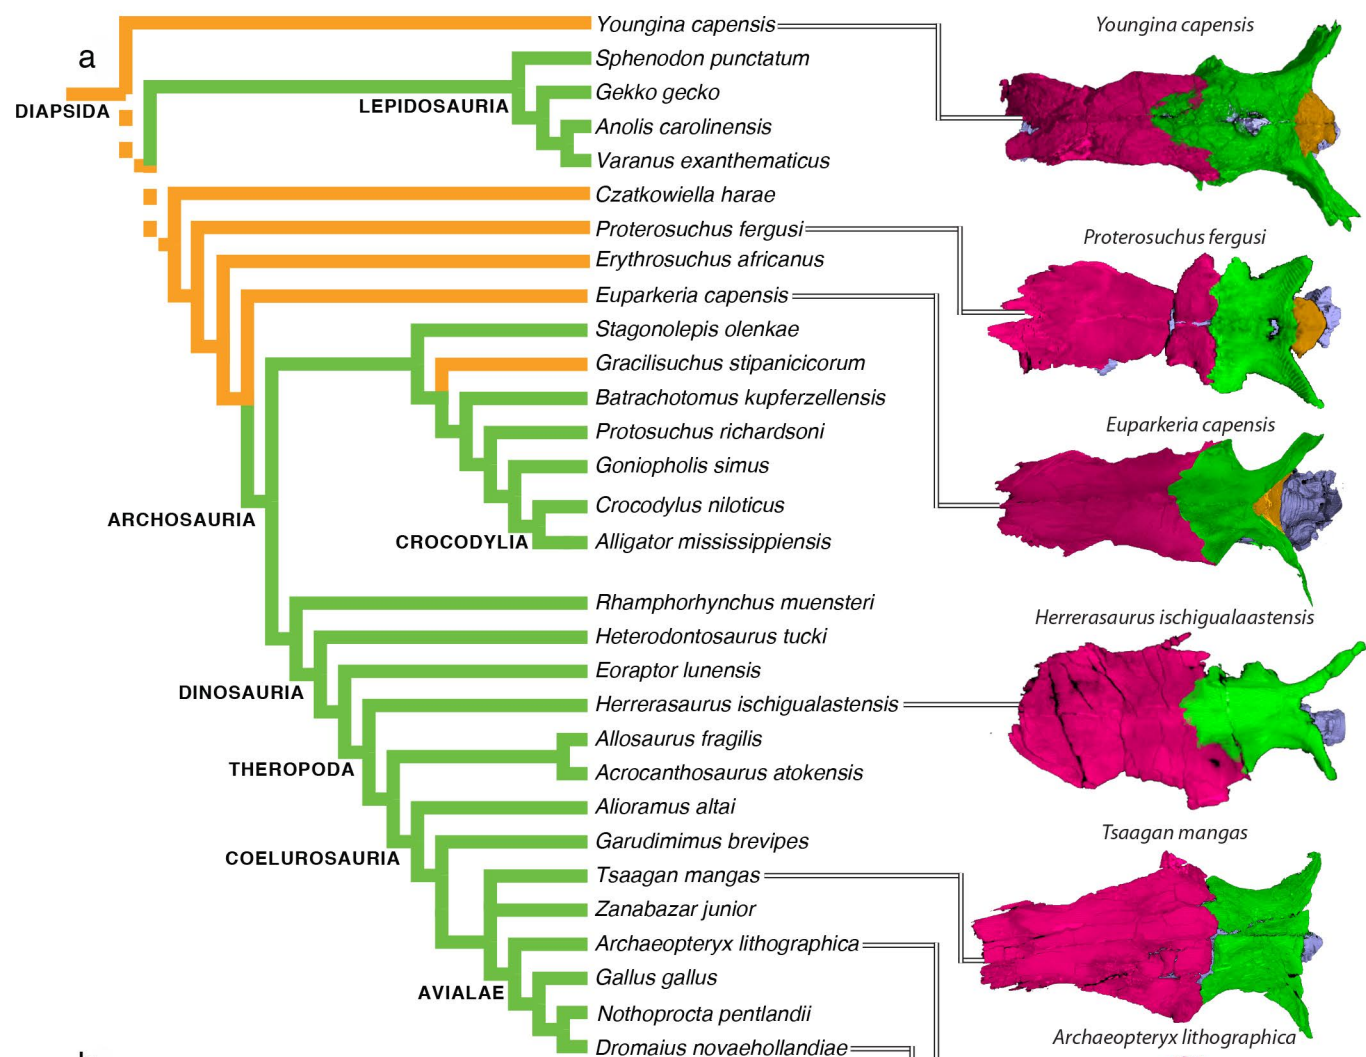 a
DIAPSIDA
LEPIDOSAURIA
ARCHOSAURIA
CROCODYLIA
DINOSAURIA
THEROPODA
COELUROSAURIA
AVIALAE
Youngina capensis
Sphenodon punctatum
Gekko gecko
Anolis carolinensis
Varanus exanthematicus
Czatkowiella harae
Proterosuchus fergusi
Erythrosuchus africanus
Euparkeria capensis
Stagonolepis olenkae
Gracilisuchus stipanicicorum
Batrachotomus kupferzellensis
Protosuchus richardsoni
Goniopholis simus
Crocodylus niloticus
Alligator mississippiensis
Rhamphorhynchus muensteri
Heterodontosaurus tucki
Eoraptor lunensis
Herrerasaurus ischigualastensis
Allosaurus fragilis
Acrocanthosaurus atokensis
Alioramus altai
Garudimimus brevipes
Tsaagan mangas
Zanabazar junior
Archaeopteryx lithographica
Gallus gallus
Nothoprocta pentlandii
Dromaius novaehollandiae
Youngina capensis
Proterosuchus fergusi
Euparkeria capensis
Herrerasaurus ischigualaastensis
Tsaagan mangas
Archaeopteryx lithographica